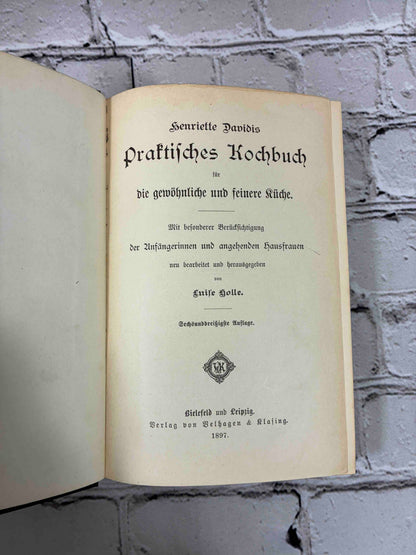 Henriette Davidis
Praktisches Kochbuch
für
die gewöhnliche und feinere Küche.
Mit besonderer Berücksichtigung
der Anfängerinnen und angehenden Hausfrauen
neu bearbeitet und herausgegeben
von
Luise Holle.
Sechsunddreißigste Auflage.
VK
Bielefeld und Leipzig.
Verlag von Velhagen & Klasing.
1897.